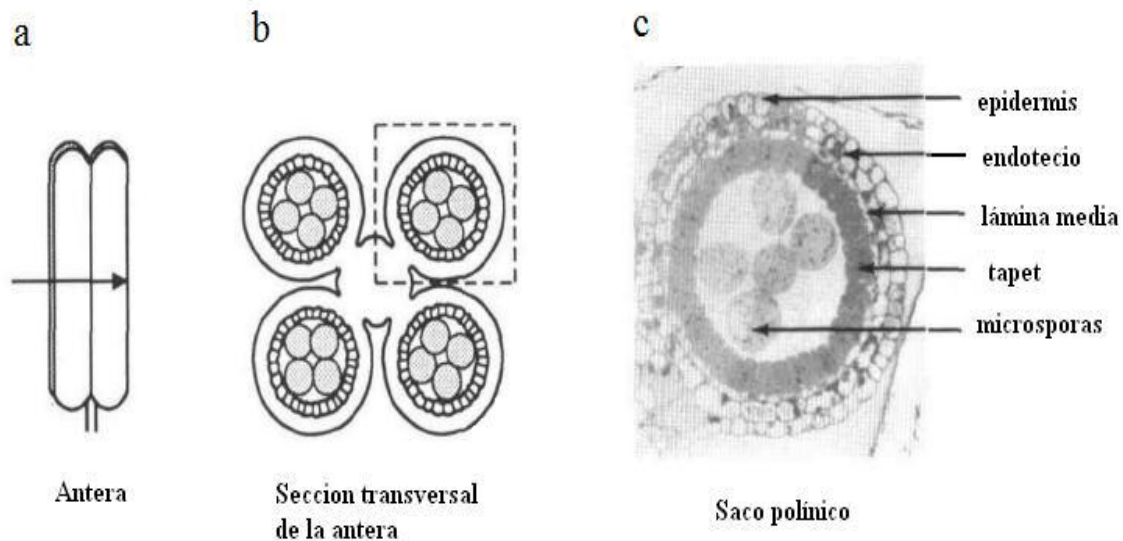 a
b
c
epidermis
endotecio
lámina media
tapet
microsporas
Antera
Seccion transversal
de la antera
Saco polínico